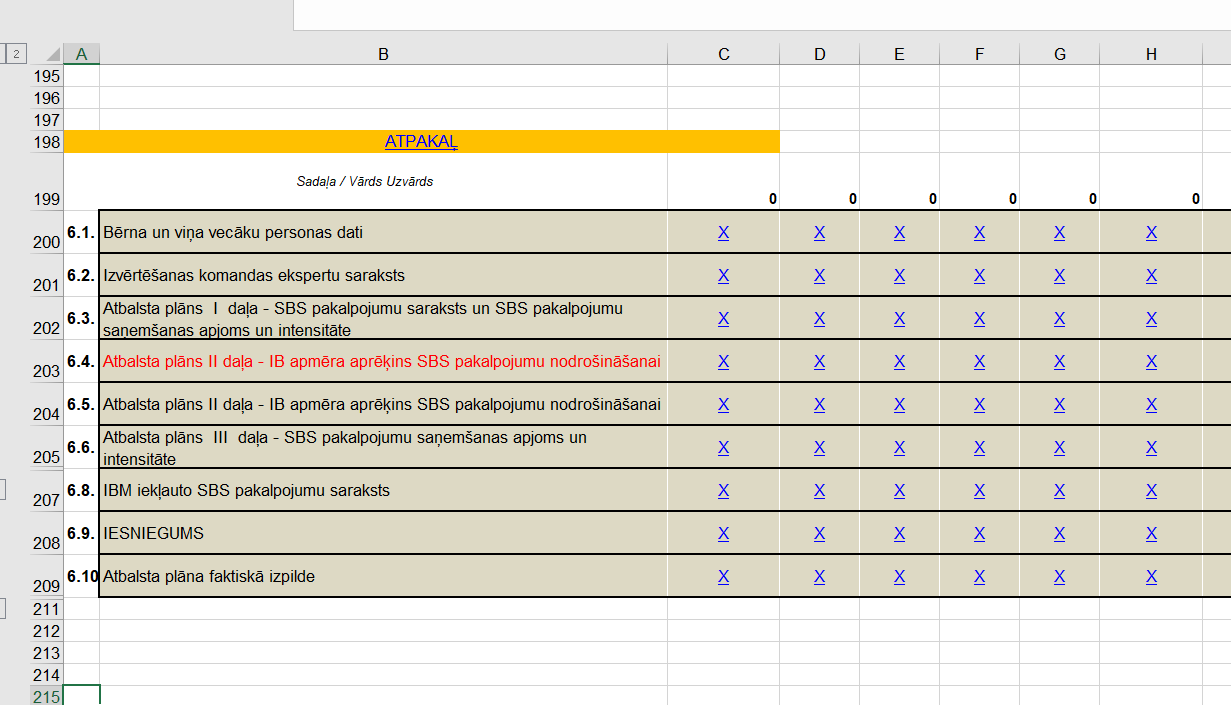 2 A B C D E F G H
195
196
197
198 ATPAKAĻ
Sadaļa / Vārds Uzvārds
199 0 0 0 0 0 0
200 6.1. Bērna un viņa vecāku personas dati X X X X X X
201 6.2. Izvērtēšanas komandas ekspertu saraksts X X X X X X
202 6.3. Atbalsta plāns I daļa - SBS pakalpojumu saraksts un SBS pakalpojumu
saņemšanas apjoms un intensitāte X X X X X X
203 6.4. Atbalsta plāns II daļa - IB apmēra aprēķins SBS pakalpojumu nodrošināšanai X X X X X X
204 6.5. Atbalsta plāns II daļa - IB apmēra aprēķins SBS pakalpojumu nodrošināšanai X X X X X X
205 6.6. Atbalsta plāns III daļa - SBS pakalpojumu saņemšanas apjoms un
intensitāte X X X X X X
207 6.8. IBM iekļauto SBS pakalpojumu saraksts X X X X X X
208 6.9. IESNIEGUMS X X X X X X
209 6.10 Atbalsta plāna faktiskā izpilde X X X X X X
211
212
213
214
215